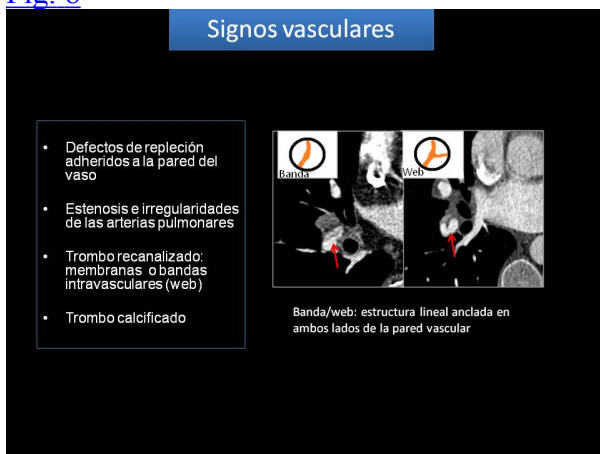 Fig. 6
Signos vasculares
• Defectos de repleción
adheridos a la pared del
vaso
• Estenosis e irregularidades
de las arterias pulmonares
• Trombo recanalizado:
membranas o bandas
intravasculares (web)
• Trombo calcificado
Banda
Web
Banda/web: estructura lineal anclada en
ambos lados de la pared vascular